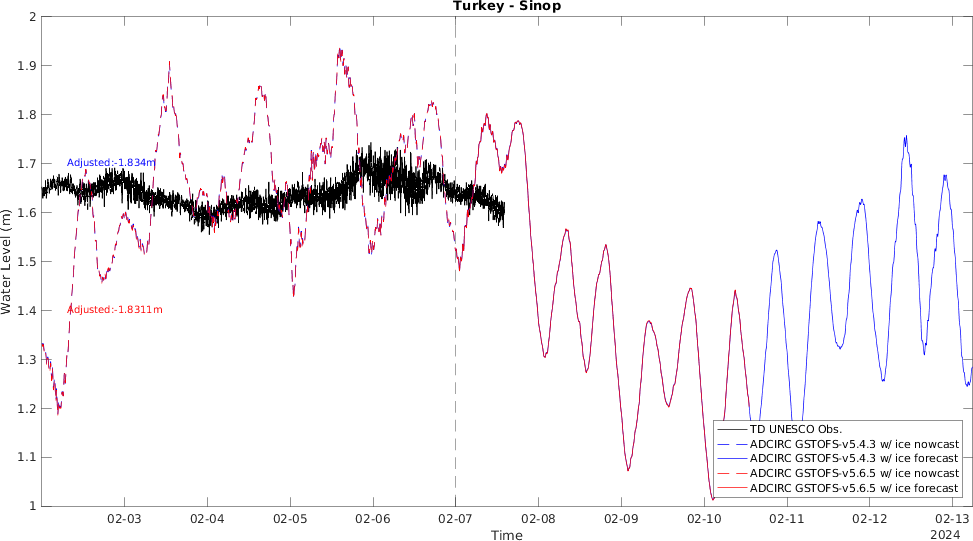 Turkey - Sinop
2
1.9
1.8
1.7
1.6
1.5
1.4
1.3
1.2
1.1
1
Water Level (m)
Adjusted:-1.834m
Adjusted:-1.8311m
TD UNESCO Obs.
ADCIRC GSTOFS-v5.4.3 w/ ice nowcast
ADCIRC GSTOFS-v5.4.3 w/ ice forecast
ADCIRC GSTOFS-v5.6.5 w/ ice nowcast
ADCIRC GSTOFS-v5.6.5 w/ ice forecast
02-03 02-04 02-05 02-06 02-07 02-08 02-09 02-10 02-11 02-12 02-13
Time
2024